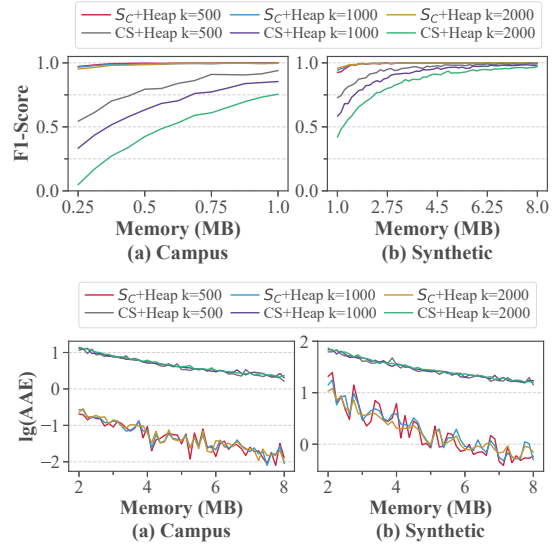 S_C+Heap k=500 S_C+Heap k=1000 S_C+Heap k=2000
CS+Heap k=500 CS+Heap k=1000 CS+Heap k=2000
F1-Score
1.0
0.5
0.0
0.25 0.5 0.75 1.0
Memory (MB)
(a) Campus
1.00
0.75
0.50
0.25
0.00
1.0 2.75 4.5 6.25 8.0
Memory (MB)
(b) Synthetic
S_C+Heap k=500 S_C+Heap k=1000 S_C+Heap k=2000
CS+Heap k=500 CS+Heap k=1000 CS+Heap k=2000
lg(AAE)
1
0
−1
−2
2 4 6 8
Memory (MB)
(a) Campus
2
1
0
2 4 6 8
Memory (MB)
(b) Synthetic